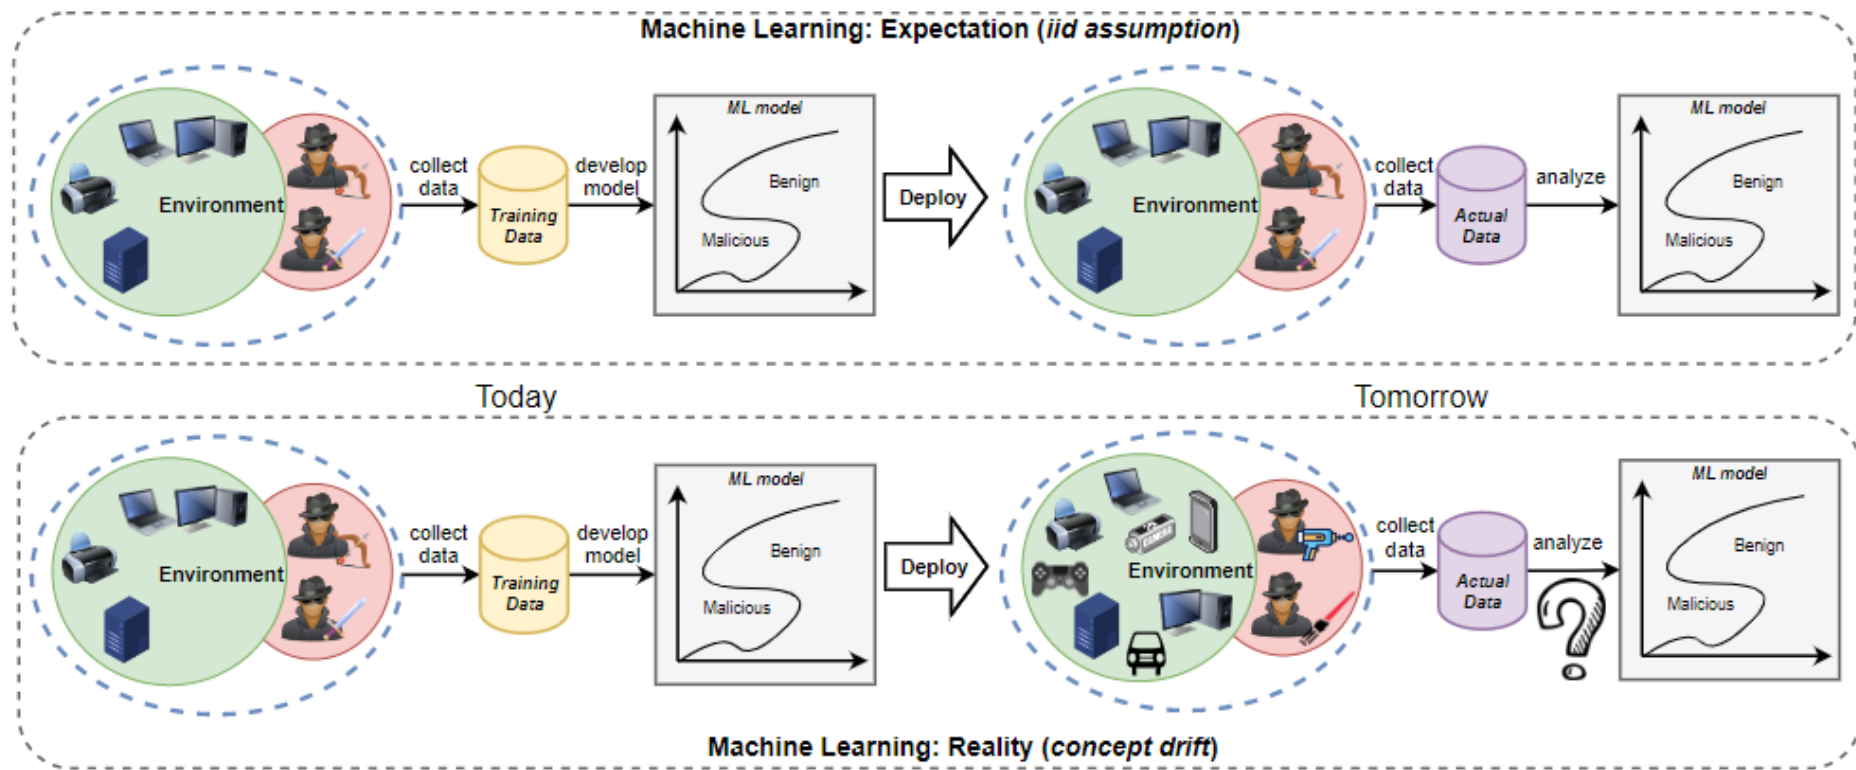 Machine Learning: Expectation (iid assumption)
Environment
collect
data
Training
Data
develop
model
ML model
Benign
Malicious
Deploy
Environment
collect
data
Actual
Data
analyze
ML model
Benign
Malicious
Today
Tomorrow
Environment
collect
data
Training
Data
develop
model
ML model
Benign
Malicious
Deploy
CAMERA
Environment
collect
data
Actual
Data
analyze
?
ML model
Benign
Malicious
Machine Learning: Reality (concept drift)